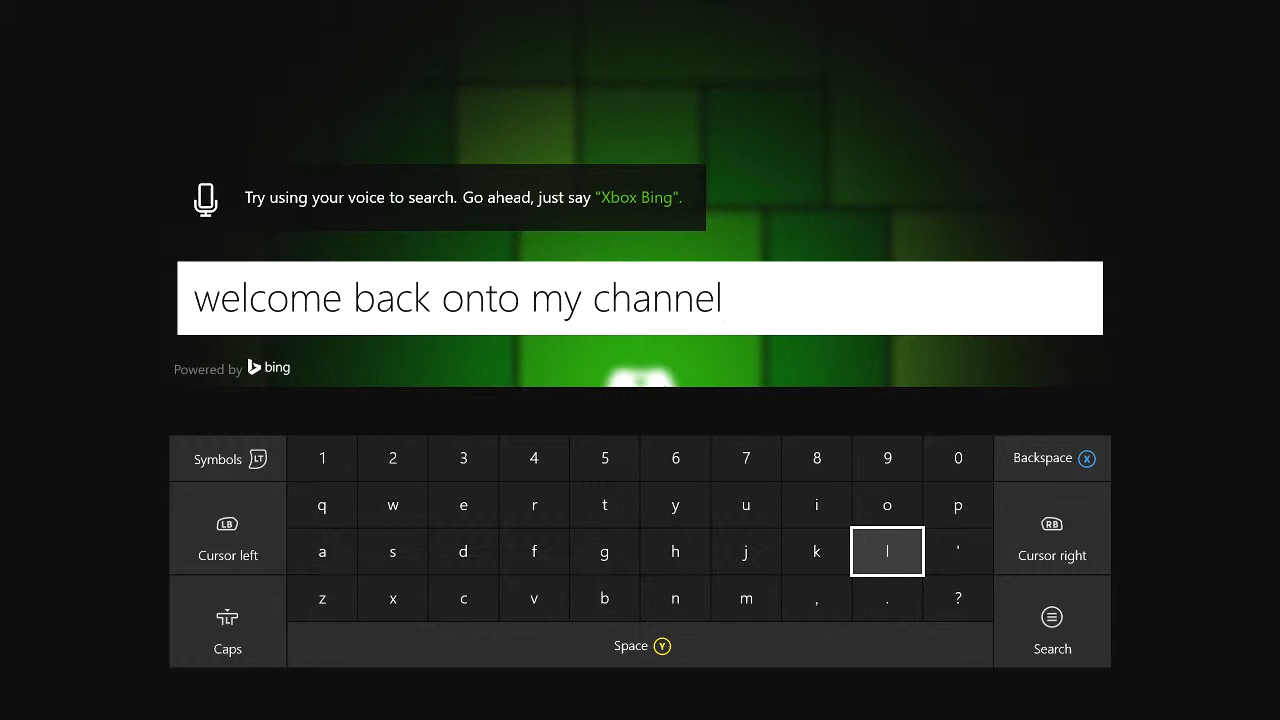 Try using your voice to search. Go ahead, just say "Xbox Bing".
welcome back onto my channel
Powered by bing
Symbols LT 1 2 3 4 5 6 7 8 9 0 Backspace X
q w e r t y u i o p
LB Cursor left a s d f g h j k l ' RB Cursor right
z x c v b n m , . ?
LT Caps Space Y Search